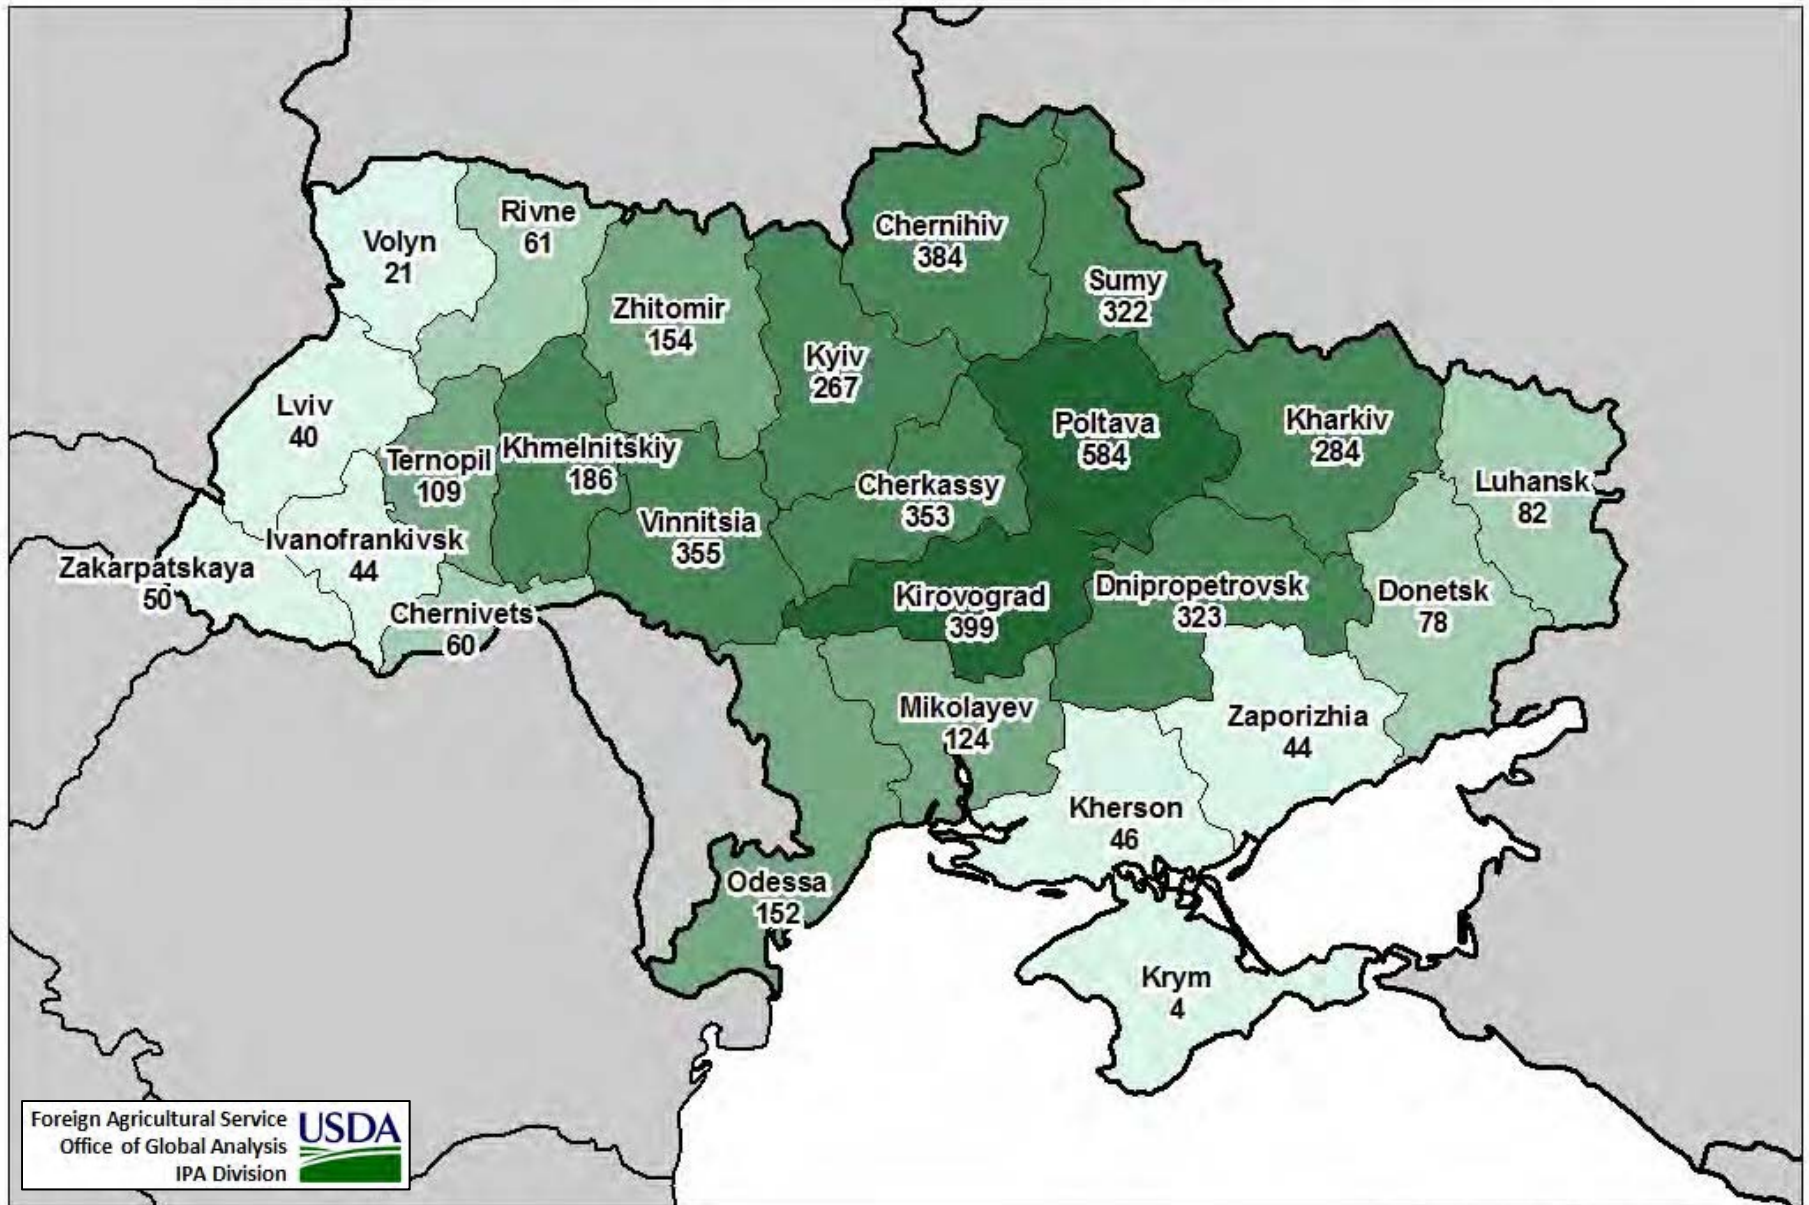 Chernihiv
384
Rivne
61
Volyn
21
Sumy
322
Zhitomir
154
Kyiv
267
Lviv
40
Poltava
584
Kharkiv
284
Ternopil
109
Khmelnitskiy
186
Cherkassy
353
Luhansk
82
Vinnitsia
355
Ivanofrankivsk
44
Zakarpatskaya
50
Chernivets
60
Kirovograd
399
Dnipropetrovsk
323
Donetsk
78
Mikolayev
124
Zaporizhia
44
Kherson
46
Odessa
152
Krym
4
Foreign Agricultural Service
Office of Global Analysis
IPA Division
USDA